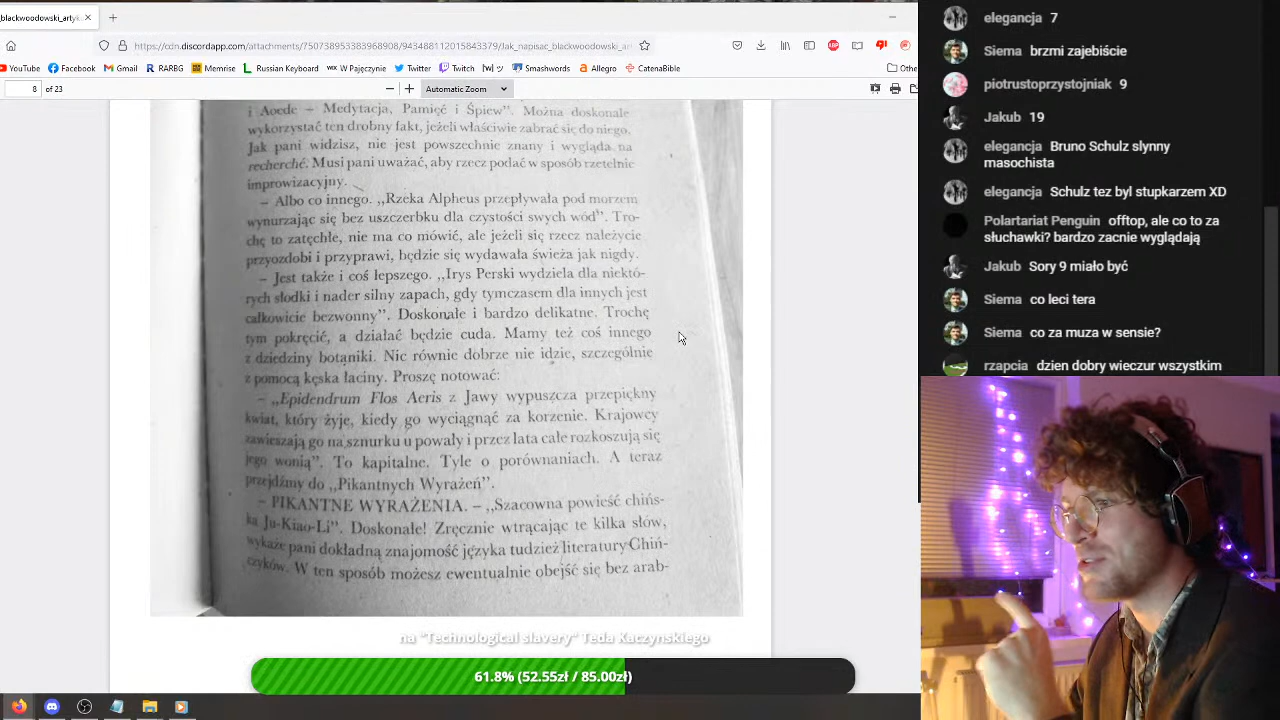 blackwoodowski_artyk
https://cdn.discordapp.com/attachments/750738953383968908/943488112015843379/Jak_napisac_blackwoodowski_ar
YouTube Facebook Gmail RARBG Memrise Russian Keyboard W Pajęczynie Twitter Twitch Smashwords Allegro CatenaBible Othe
8 of 23 Automatic Zoom
i Aoede — Medytacja, Pamięć i Śpiew”. Można doskonale
wykorzystać ten drobny fakt, jeżeli właściwie zabrać się do niego.
Jak pani widzisz, nie jest powszechnie znany i wygląda na
recherché. Musi pani uważać, aby rzecz podać w sposób rzetelnie
improwizacyjny.
— Albo co innego. „Rzeka Alpheus przepływała pod morzem
wynurzając się bez uszczerbku dla czystości swych wód”. Tro-
chę to zatęchłe, nie ma co mówić, ale jeżeli się rzecz należycie
przyozdobi i przyprawi, będzie się wydawała świeża jak nigdy.
— Jest także i coś lepszego. „Irys Perski wydziela dla niektó-
rych słodki i nader silny zapach, gdy tymczasem dla innych jest
całkowicie bezwonny”. Doskonałe i bardzo delikatne. Trochę
tym pokręcić, a działać będzie cuda. Mamy też coś innego
z dziedziny botaniki. Nic równie dobrze nie idzie, szczególnie
z pomocą kęska łaciny. Proszę notować:
— „Epidendrum Flos Aeris z Jawy wypuszcza przepiękny
kwiat, który żyje, kiedy go wyciągnąć za korzenie. Krajowcy
zawieszają go na sznurku u powały i przez lata całe rozkoszują się
jego wonią”. To kapitalne. Tyle o porównaniach. A teraz
przejdźmy do „Pikantnych Wyrażeń”.
— PIKANTNE WYRAŻENIA. — „Szacowna powieść chińs-
ka Ju-Kiao-Li”. Doskonałe! Zręcznie wtrącając te kilka słów,
wykaże pani dokładną znajomość języka tudzież literatury Chiń-
czyków. W ten sposób możesz ewentualnie obejść się bez arab-
na "Technological slavery" Teda Kaczynskiego
61.8% (52.55zł / 85.00zł)
elegancja 7
Siema brzmi zajebiście
piotrustoprzystojniak 9
Jakub 19
elegancja Bruno Schulz slynny
masochista
elegancja Schulz tez byl stupkarzem XD
Polartariat Penguin offtop, ale co to za
słuchawki? bardzo zacnie wyglądają
Jakub Sory 9 miało być
Siema co leci tera
Siema co za muza w sensie?
rzapcia dzien dobry wieczur wszystkim